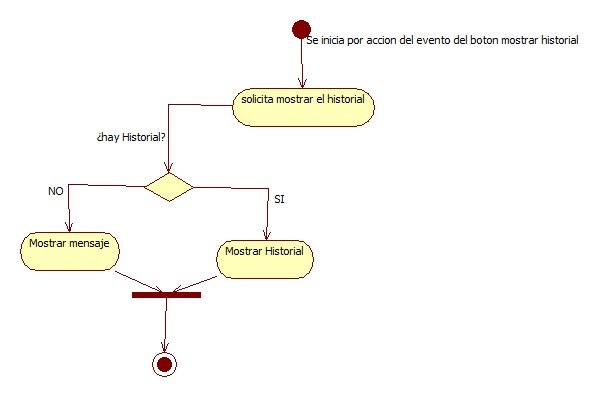 Se inicia por accion del evento del boton mostrar historial
solicita mostrar el historial
¿hay Historial?
NO
SI
Mostrar mensaje
Mostrar Historial